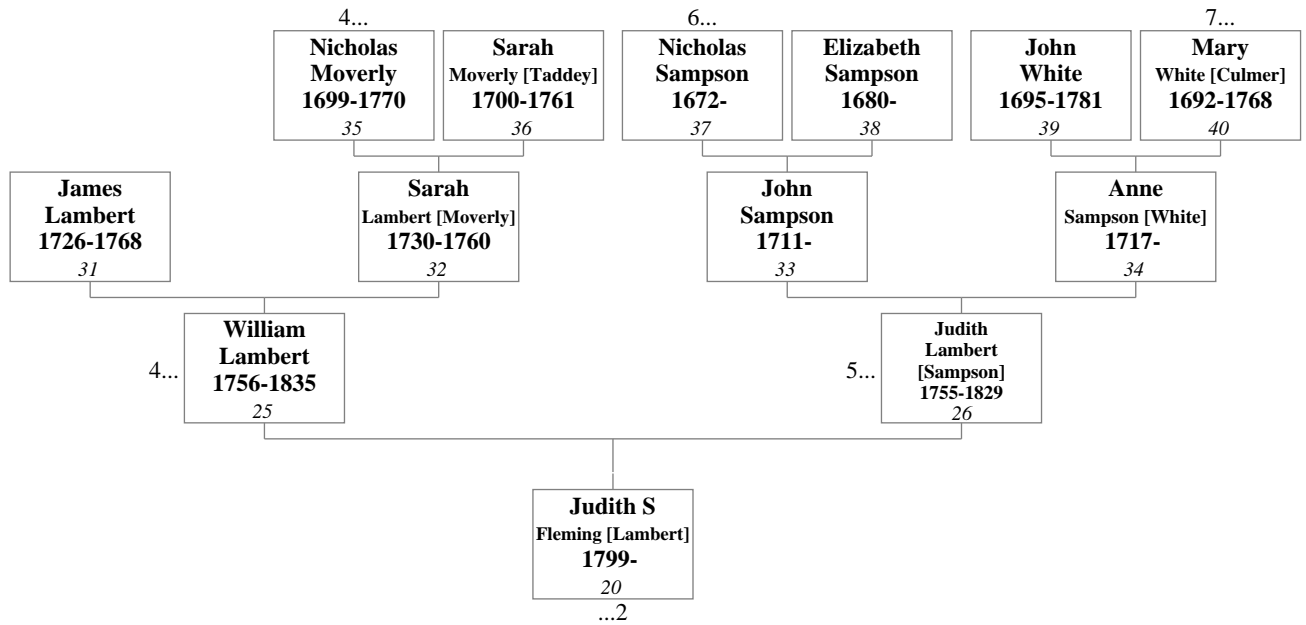 4...
6...
7...
Nicholas
Moverly
1699-1770
35
Sarah
Moverly [Taddey]
1700-1761
36
Nicholas
Sampson
1672-
37
Elizabeth
Sampson
1680-
38
John
White
1695-1781
39
Mary
White [Culmer]
1692-1768
40
James
Lambert
1726-1768
31
Sarah
Lambert [Moverly]
1730-1760
32
John
Sampson
1711-
33
Anne
Sampson [White]
1717-
34
4...
William
Lambert
1756-1835
25
5...
Judith
Lambert
[Sampson]
1755-1829
26
Judith S
Fleming [Lambert]
1799-
20
...2